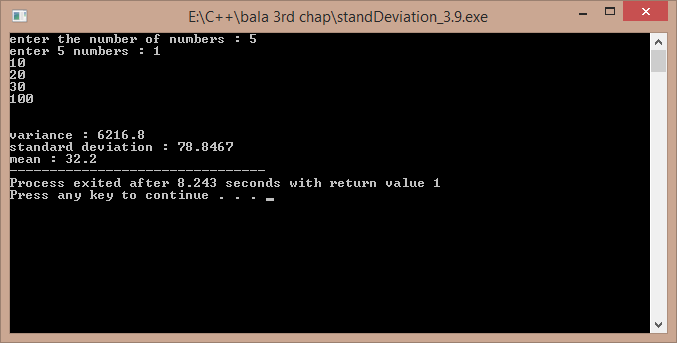 E:\C++\bala 3rd chap\standDeviation_3.9.exe
enter the number of numbers : 5
enter 5 numbers : 1
10
20
30
100
variance : 6216.8
standard deviation : 78.8467
mean : 32.2
--------------------------------
Process exited after 8.243 seconds with return value 1
Press any key to continue . . . _